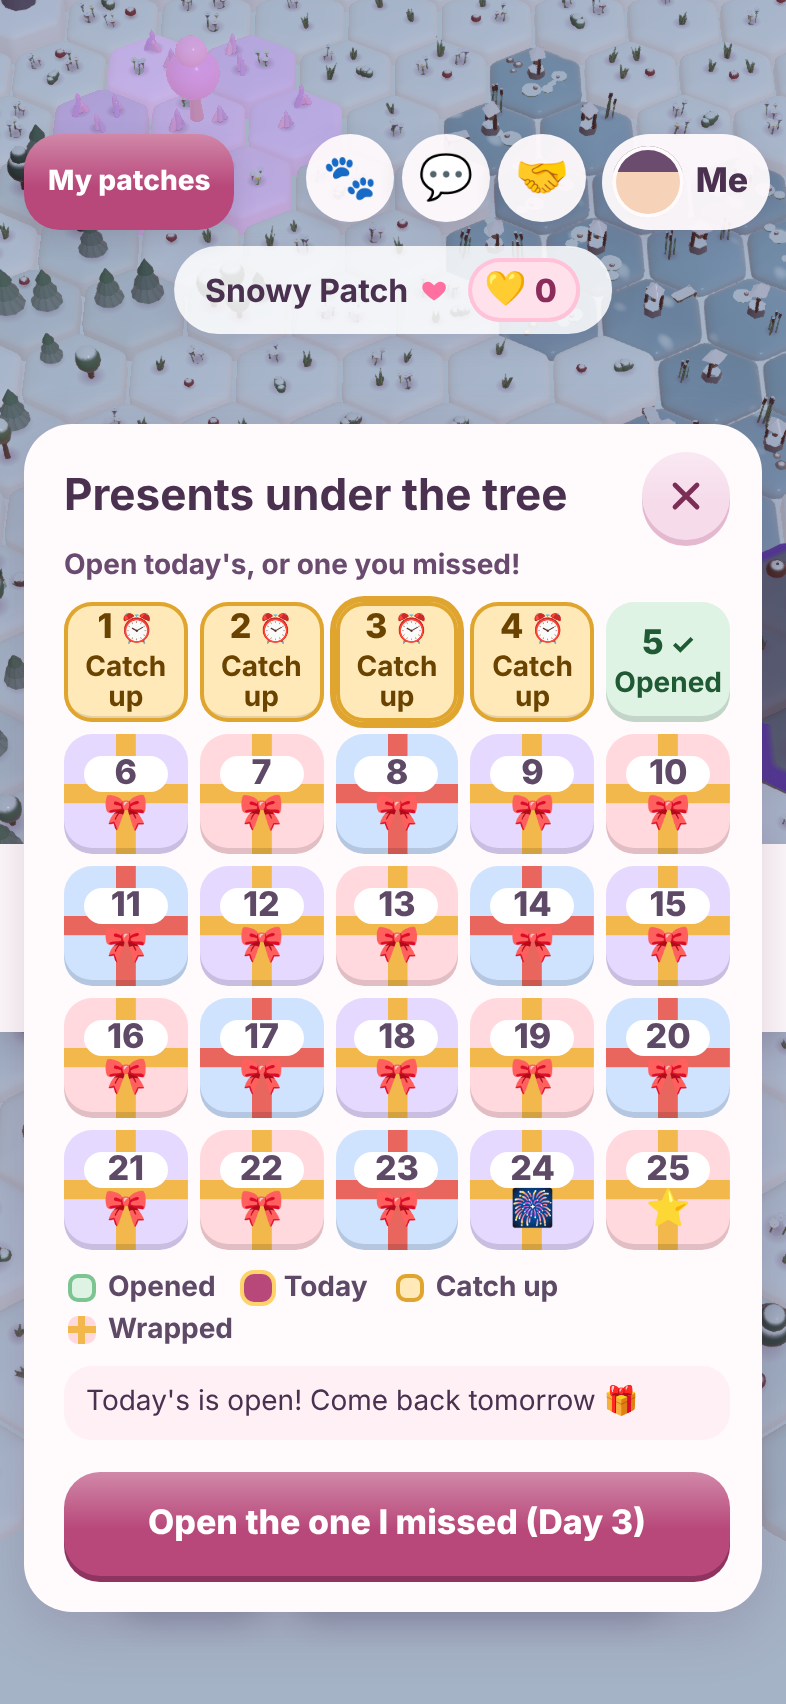 My patches
Me
Snowy Patch
0
Presents under the tree
Open today's, or one you missed!
1
Catch
up
2
Catch
up
3
Catch
up
4
Catch
up
5
Opened
6
7
8
9
10
11
12
13
14
15
16
17
18
19
20
21
22
23
24
25
Opened
Today
Catch up
Wrapped
Today's is open! Come back tomorrow
Open the one I missed (Day 3)